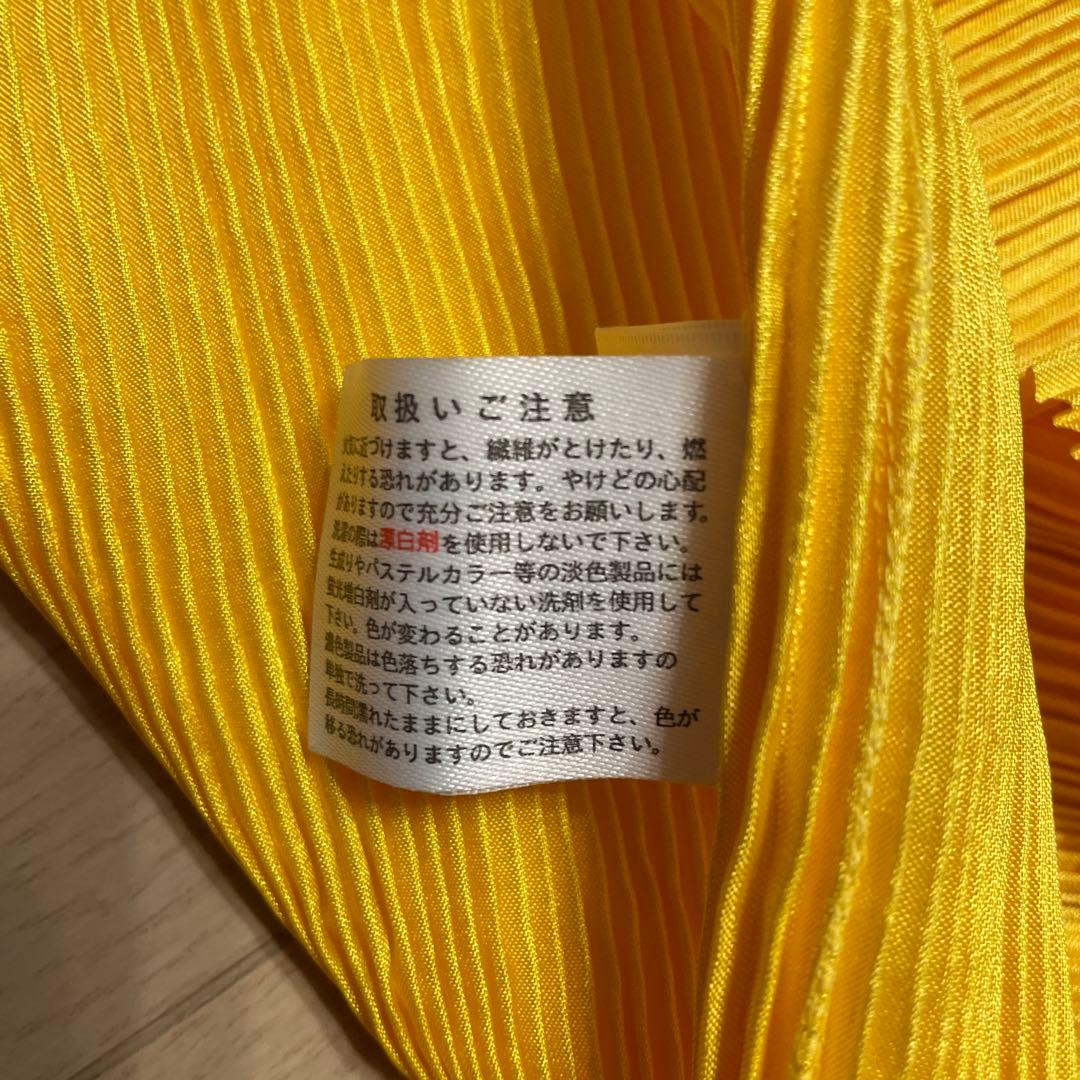 取扱いご注意
火気に近づけますと、繊維がとけたり、燃
えたりする恐れがあります。やけどの心配
がありますので充分ご注意をお願いします。
洗濯の際は漂白剤を使用しないで下さい。
生成りやパステルカラー等の淡色製品には
蛍光増白剤が入っていない洗剤を使用して
下さい。色が変わることがあります。
濃色製品は色落ちする恐れがありますの
単独で洗って下さい。
長時間濡れたままにしておきますと、色が
移る恐れがありますのでご注意下さい。